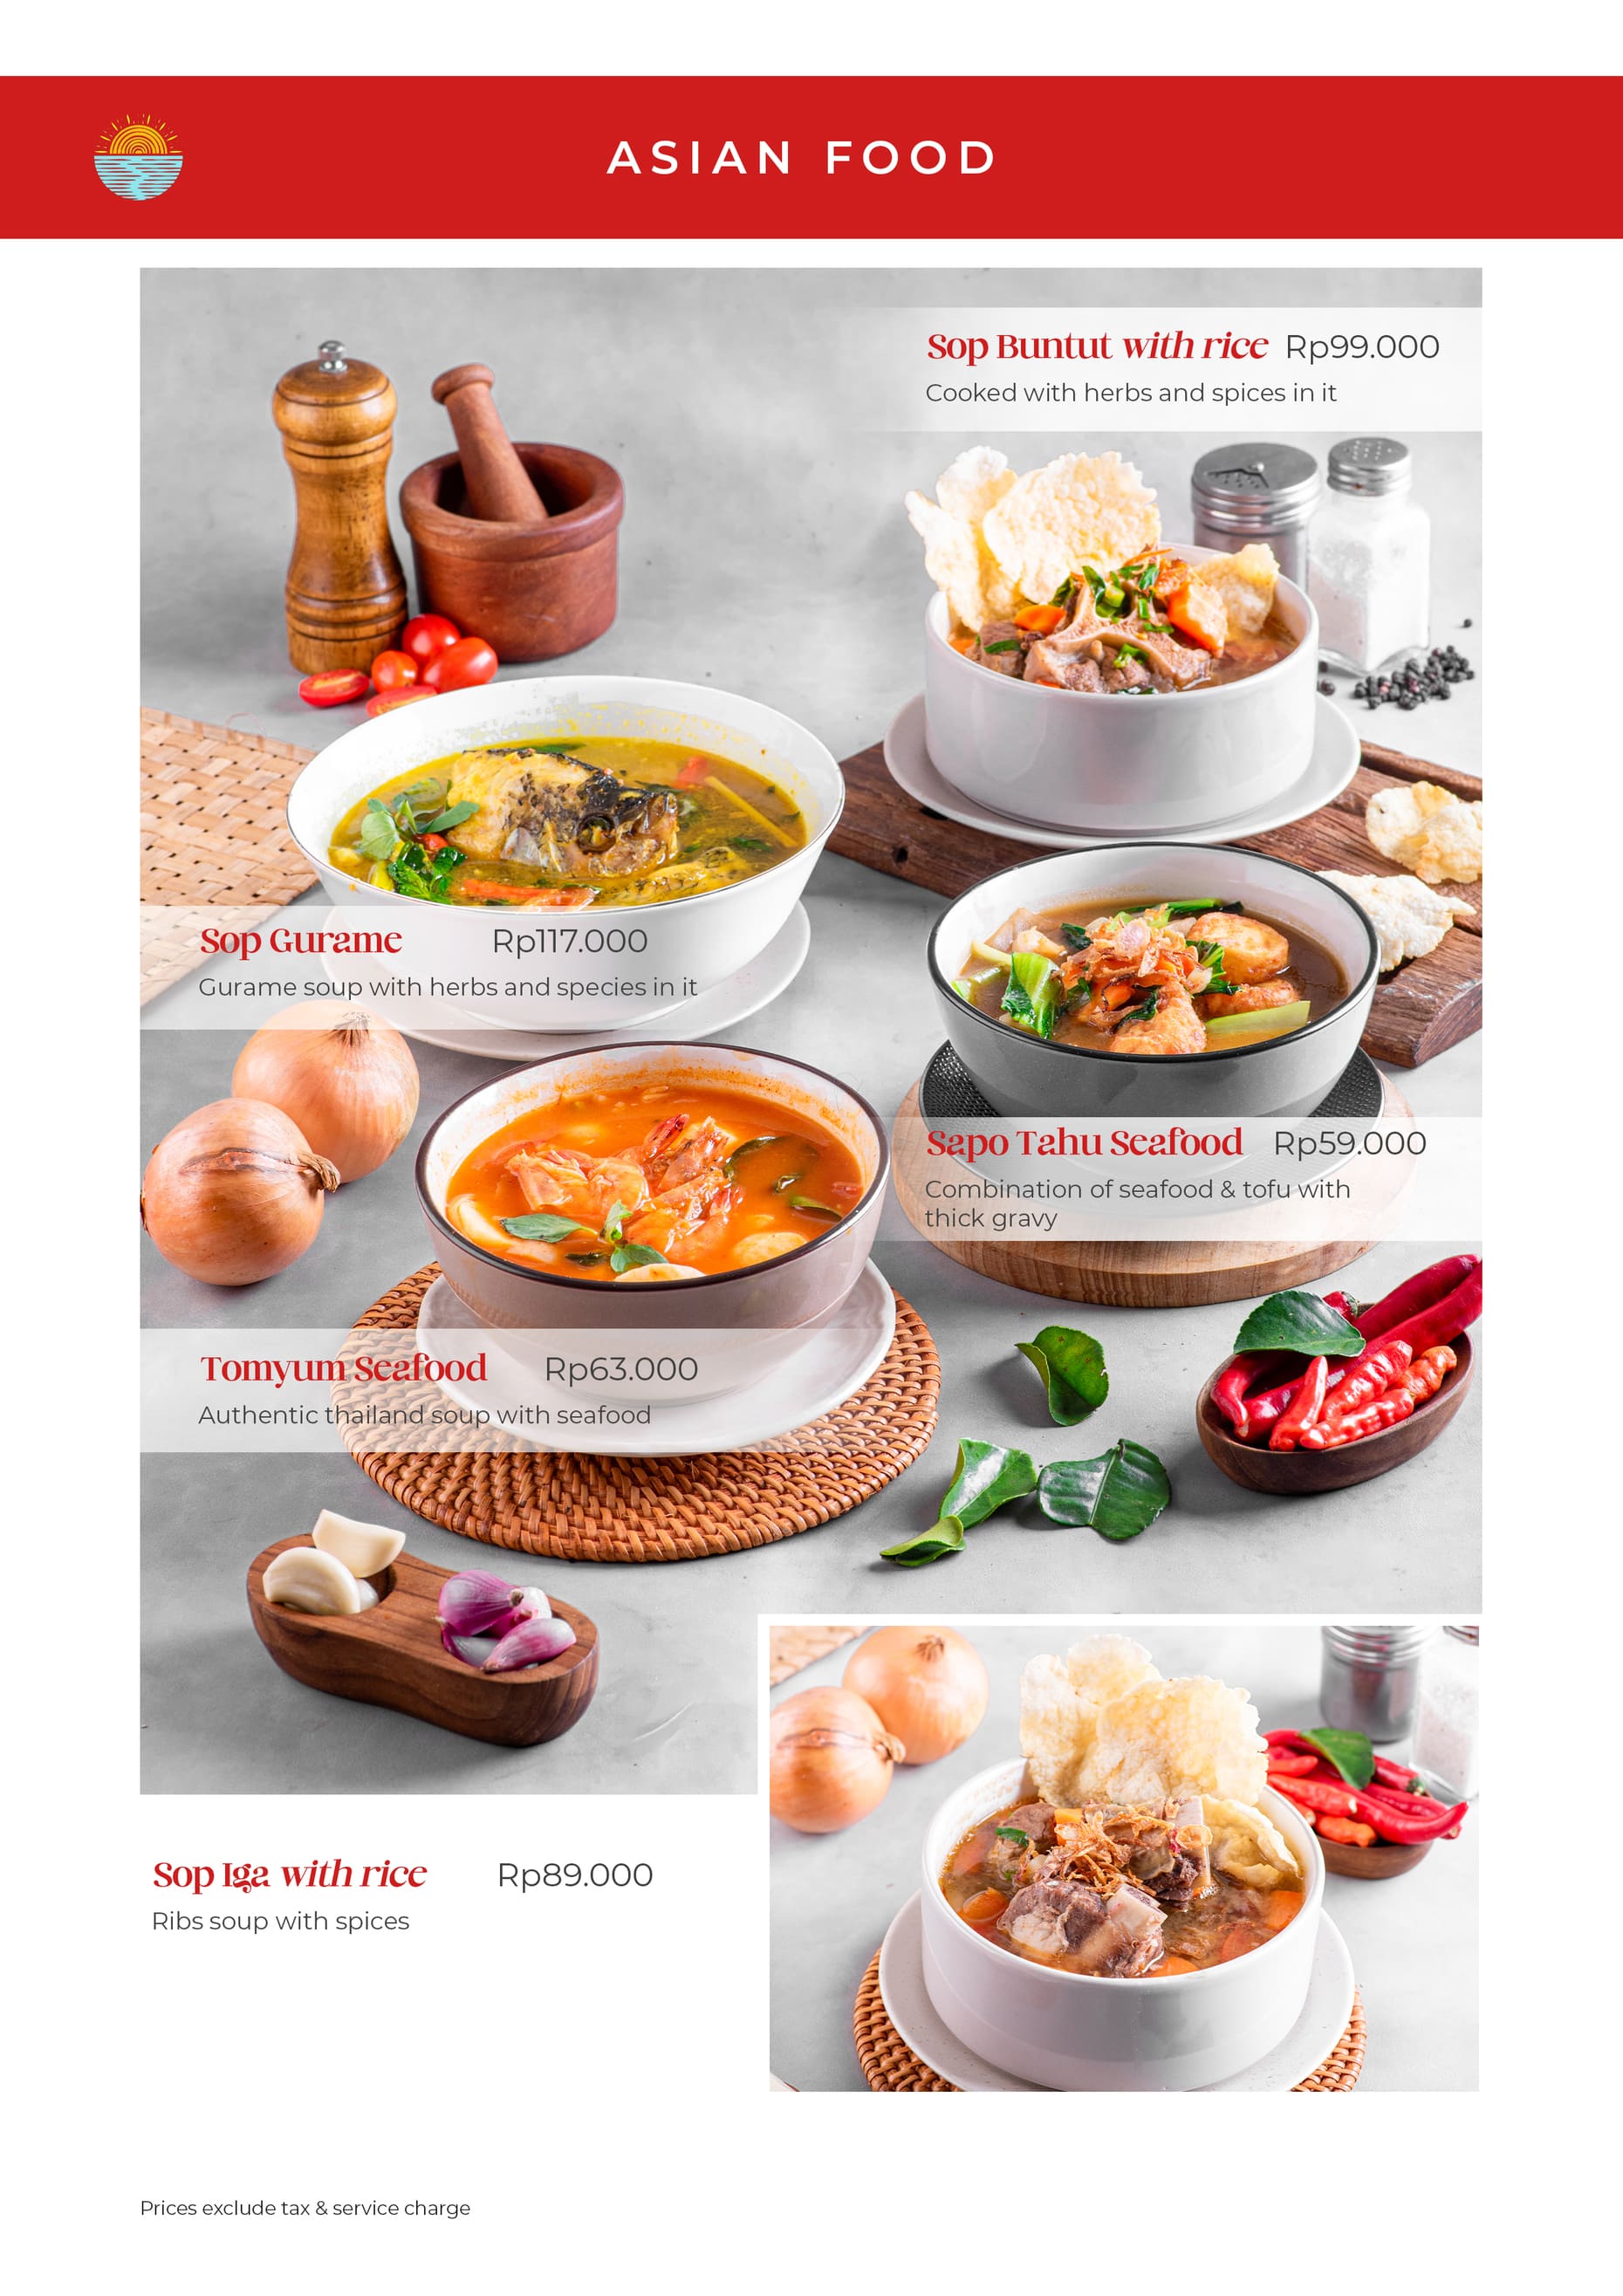 ASIAN FOOD
Sop Buntut with rice Rp99.000
Cooked with herbs and spices in it
Sop Gurame Rp117.000
Gurame soup with herbs and species in it
Sapo Tahu Seafood Rp59.000
Combination of seafood & tofu with
thick gravy
Tomyum Seafood Rp63.000
Authentic thailand soup with seafood
Sop Iga with rice Rp89.000
Ribs soup with spices
Prices exclude tax & service charge